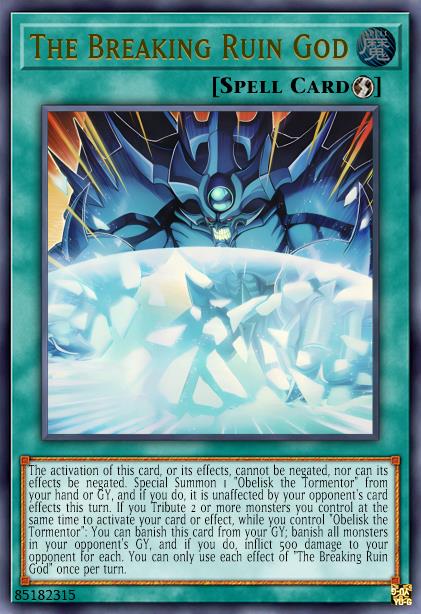 THE BREAKING RUIN GOD
[SPELL CARD]
The activation of this card, or its effects, cannot be negated, nor can its
effects be negated. Special Summon 1 "Obelisk the Tormentor" from
your hand or GY, and if you do, it is unaffected by your opponent's card
effects this turn. If you Tribute 2 or more monsters you control at the
same time to activate your card or effect, while you control "Obelisk the
Tormentor": You can banish this card from your GY; banish all monsters
in your opponent's GY, and if you do, inflict 500 damage to your
opponent for each. You can only use each effect of "The Breaking Ruin
God" once per turn.
85182315